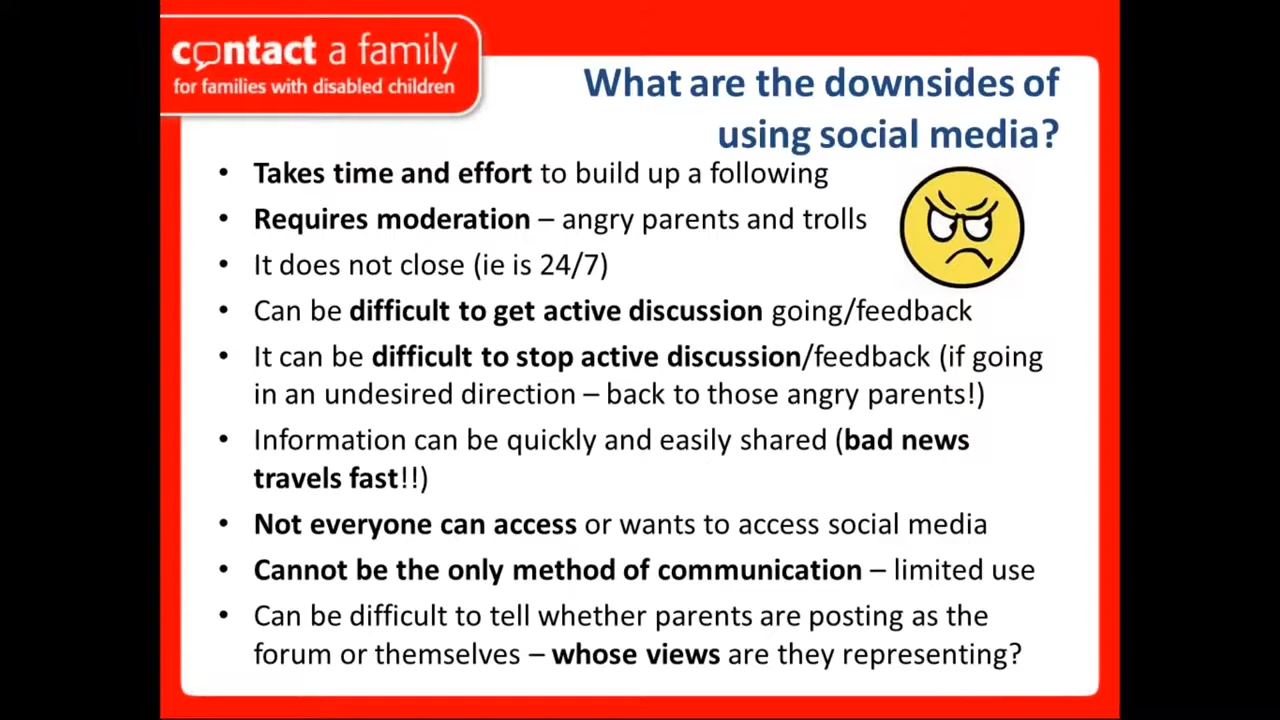 contact a family
for families with disabled children
What are the downsides of
using social media?
• Takes time and effort to build up a following
• Requires moderation – angry parents and trolls
• It does not close (ie is 24/7)
• Can be difficult to get active discussion going/feedback
• It can be difficult to stop active discussion/feedback (if going
in an undesired direction – back to those angry parents!)
• Information can be quickly and easily shared (bad news
travels fast!!)
• Not everyone can access or wants to access social media
• Cannot be the only method of communication – limited use
• Can be difficult to tell whether parents are posting as the
forum or themselves – whose views are they representing?